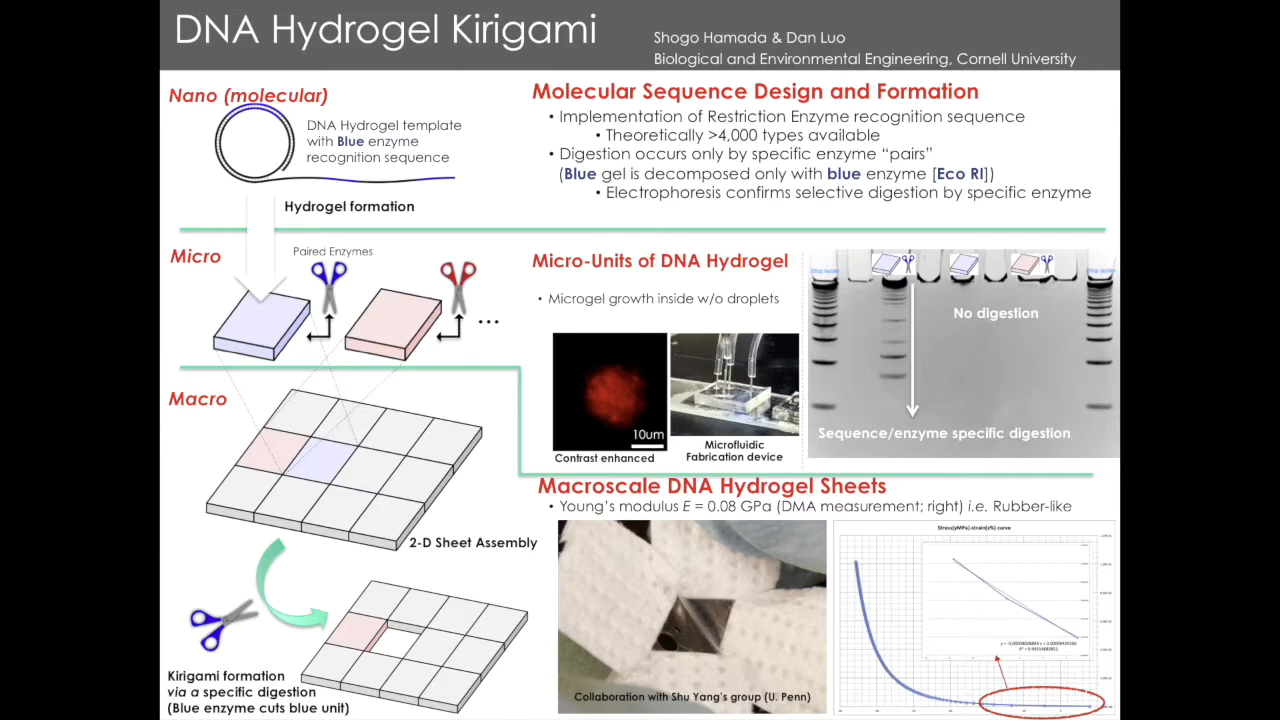 DNA Hydrogel Kirigami
Shogo Hamada & Dan Luo
Biological and Environmental Engineering, Cornell University
Nano (molecular)
DNA Hydrogel template
with Blue enzyme
recognition sequence
Hydrogel formation
Molecular Sequence Design and Formation
• Implementation of Restriction Enzyme recognition sequence
• Theoretically >4,000 types available
• Digestion occurs only by specific enzyme “pairs”
(Blue gel is decomposed only with blue enzyme [Eco RI])
• Electrophoresis confirms selective digestion by specific enzyme
Micro
Paired Enzymes
...
Micro-Units of DNA Hydrogel
• Microgel growth inside w/o droplets
10um
Contrast enhanced
Microfluidic
Fabrication device
No digestion
Sequence/enzyme specific digestion
Macro
2-D Sheet Assembly
Kirigami formation
via a specific digestion
(Blue enzyme cuts blue unit)
Macroscale DNA Hydrogel Sheets
• Young's modulus E = 0.08 GPa (DMA measurement; right) i.e. Rubber-like
Collaboration with Shu Yang's group (U. Penn)
Stress(yMPa)-strain(x%) curve